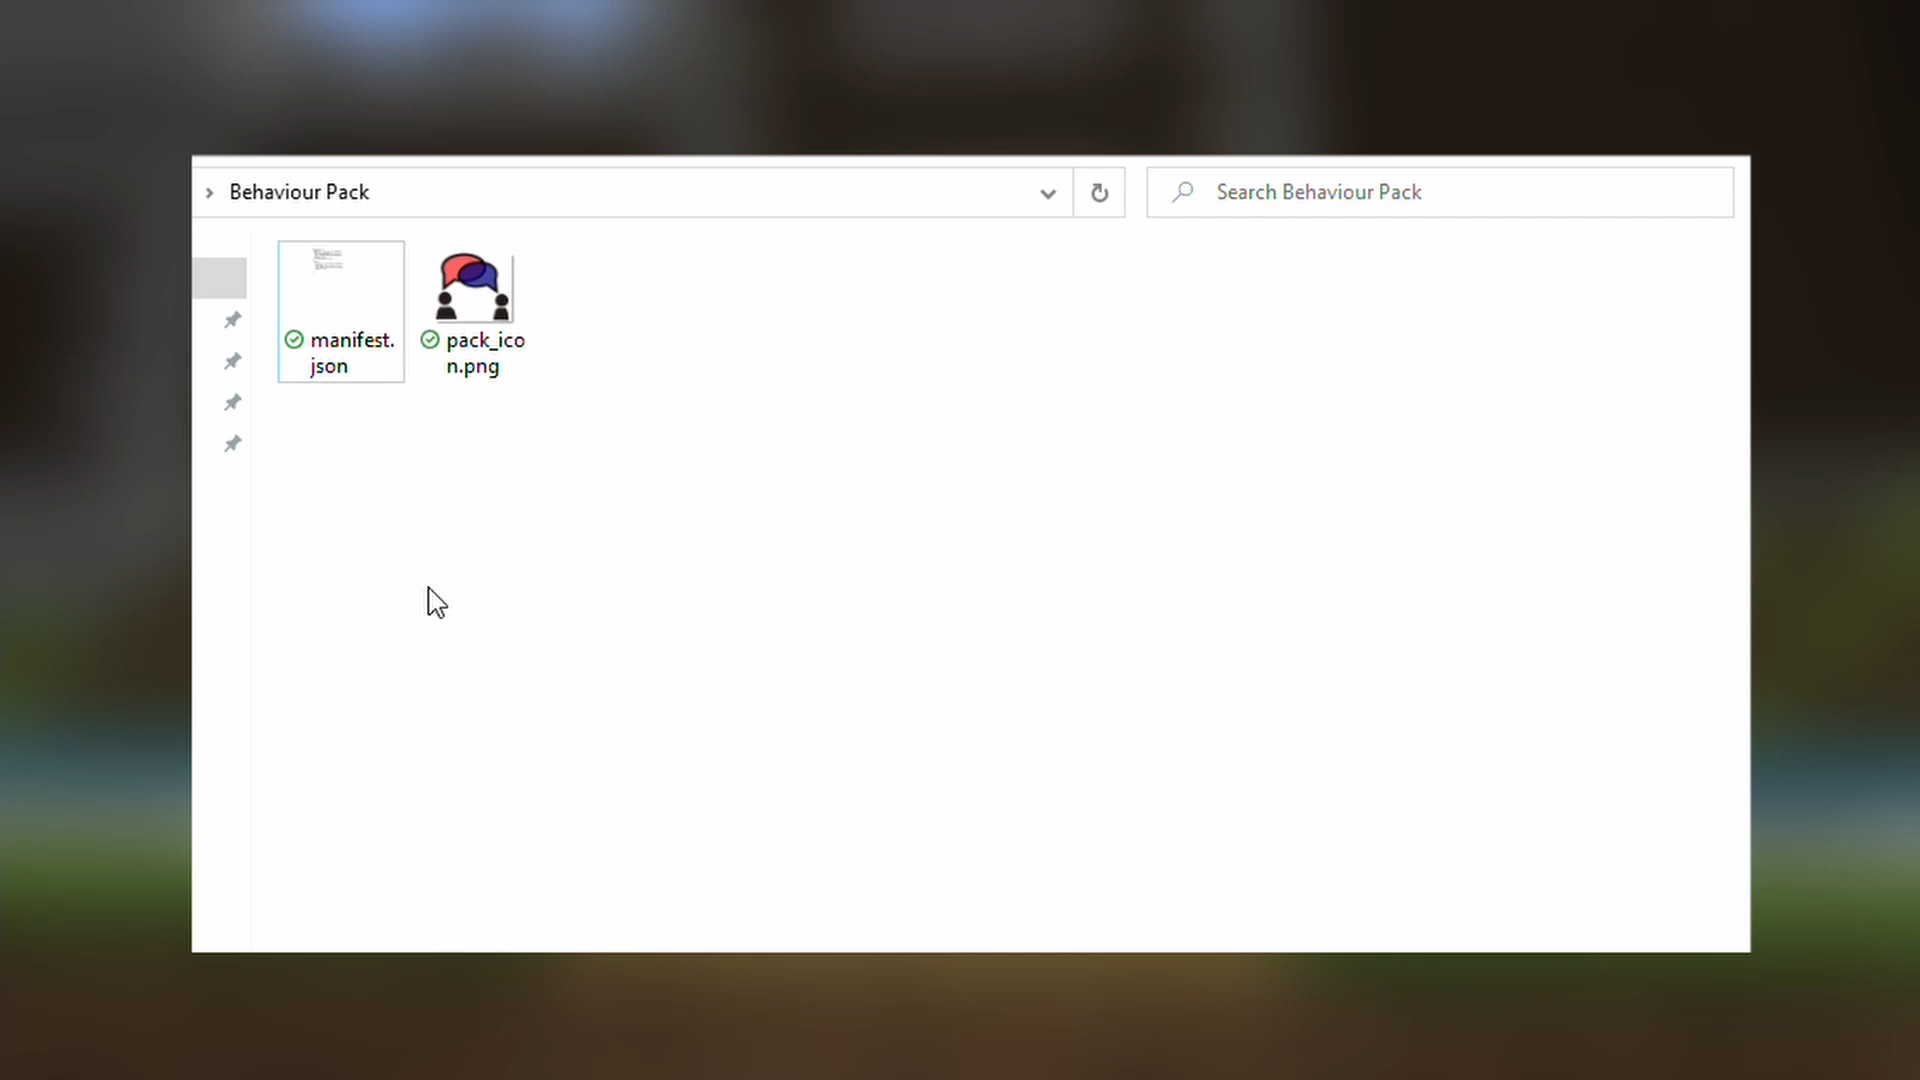 Behaviour Pack
Search Behaviour Pack
manifest.
json
pack_ico
n.png